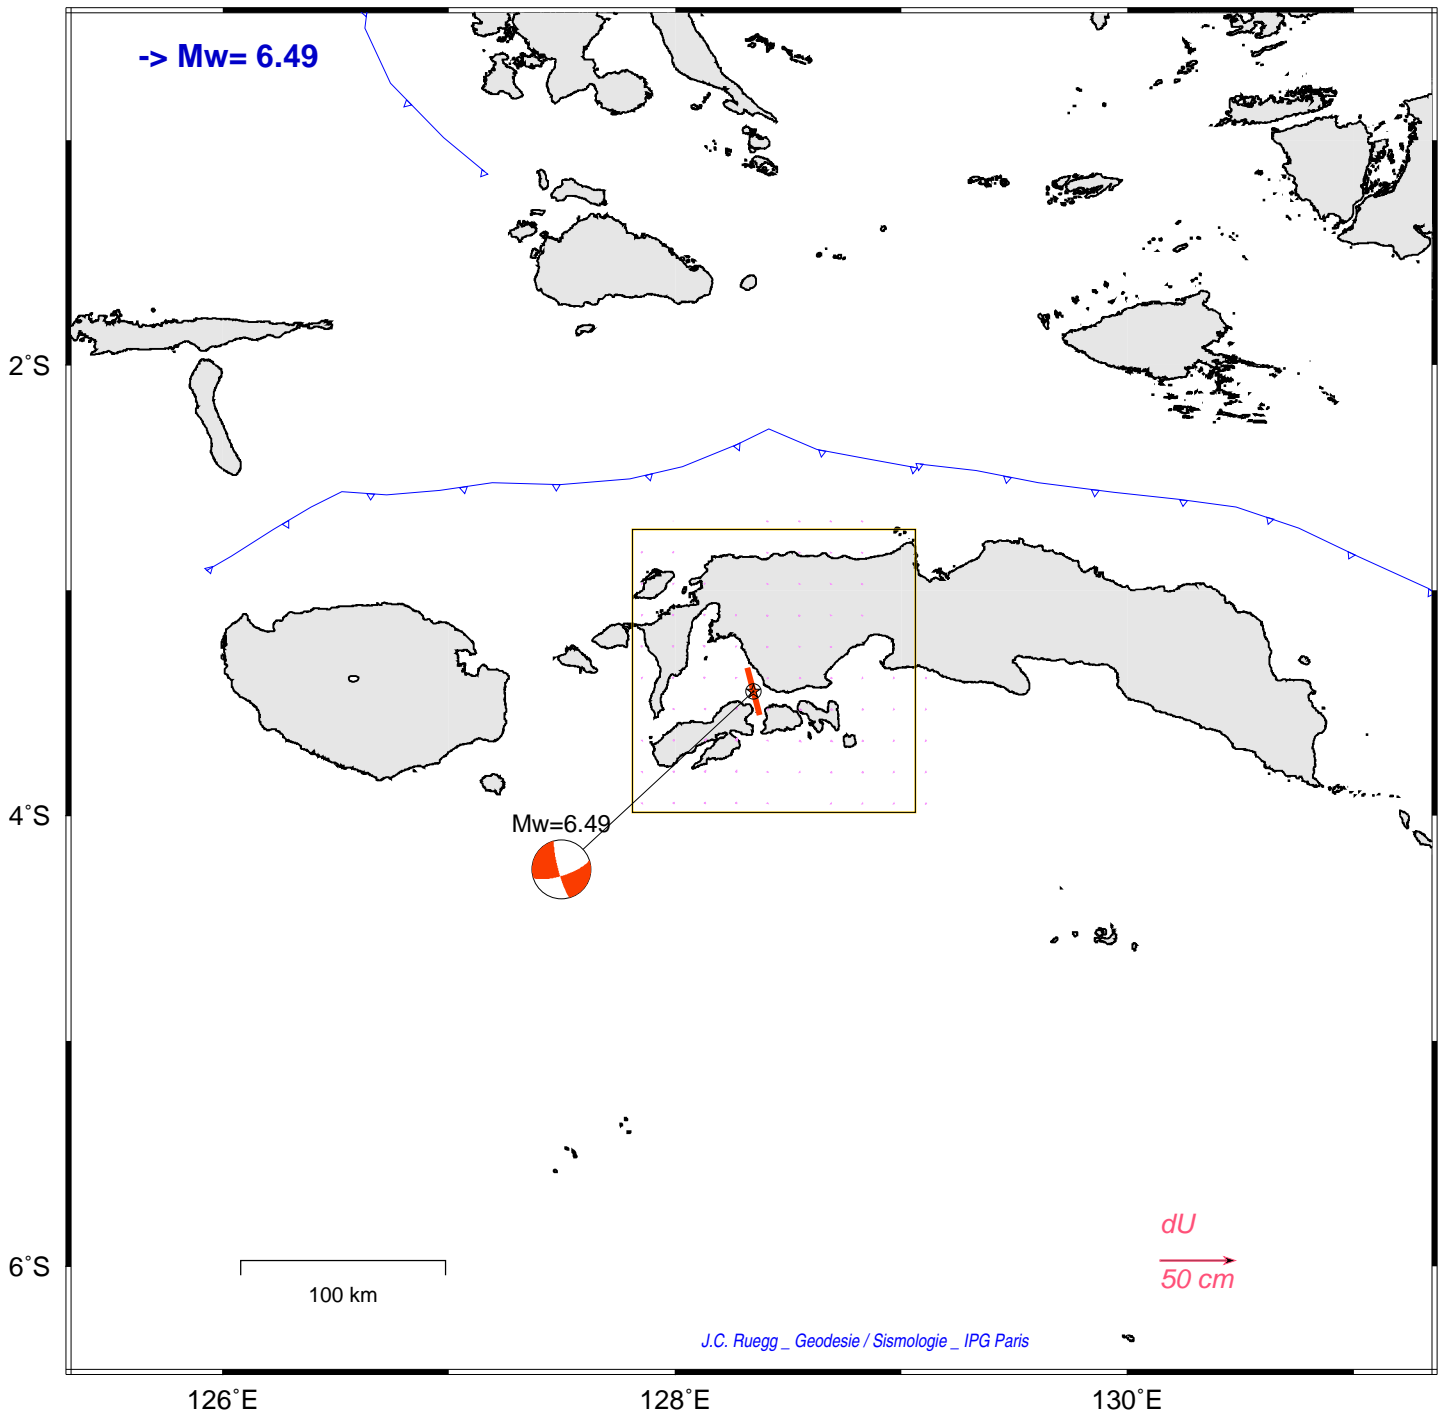 -> Mw= 6.49
2˚S
4˚S
Mw=6.49
6˚S
dU
50 cm
100 km
J.C. Ruegg _ Geodesie / Sismologie _ IPG Paris
126˚E
128˚E
130˚E